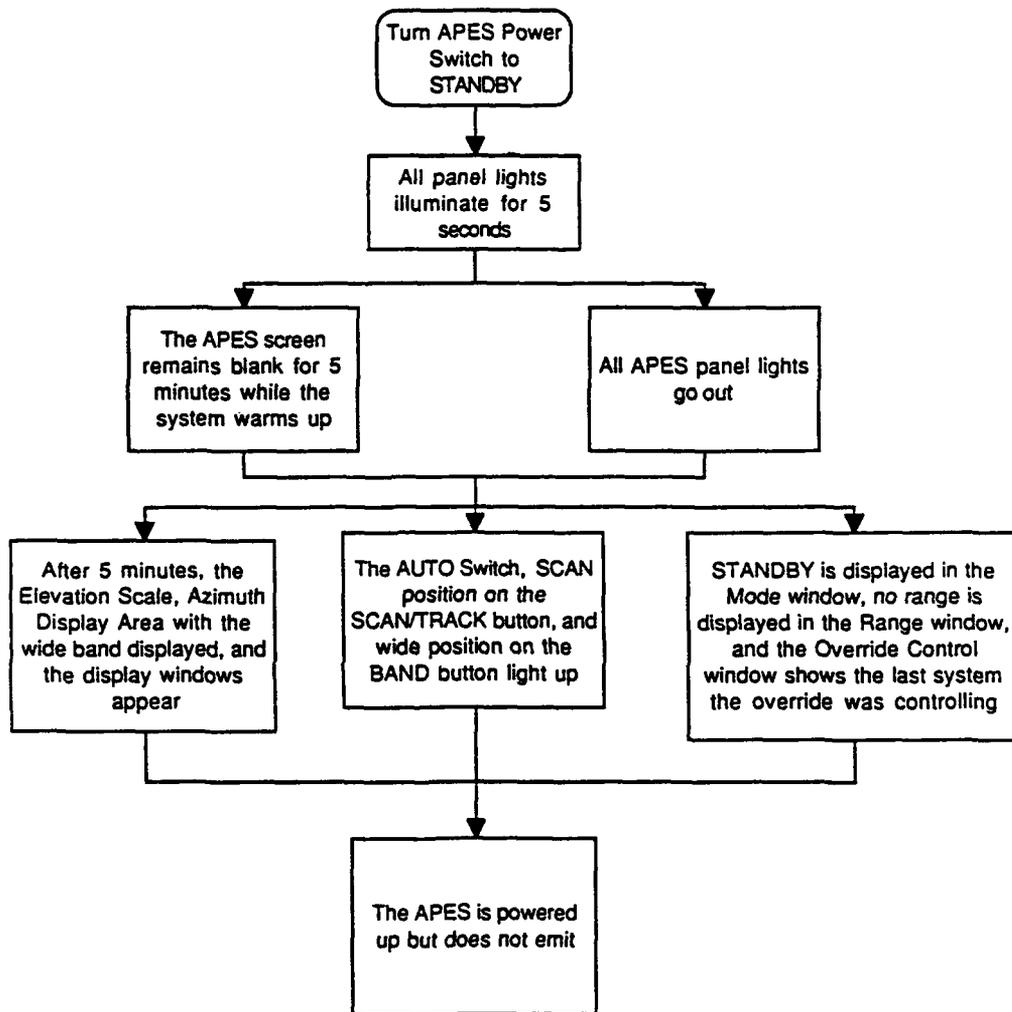 Turn APES Power
Switch to
STANDBY
All panel lights
illuminate for 5
seconds
The APES screen
remains blank for 5
minutes while the
system warms up
All APES panel lights
go out
After 5 minutes, the
Elevation Scale, Azimuth
Display Area with the
wide band displayed, and
the display windows
appear
The AUTO Switch, SCAN
position on the
SCAN/TRACK button, and
wide position on the
BAND button light up
STANDBY is displayed in the
Mode window, no range is
displayed in the Range window,
and the Override Control
window shows the last system
the override was controlling
The APES is powered
up but does not emit